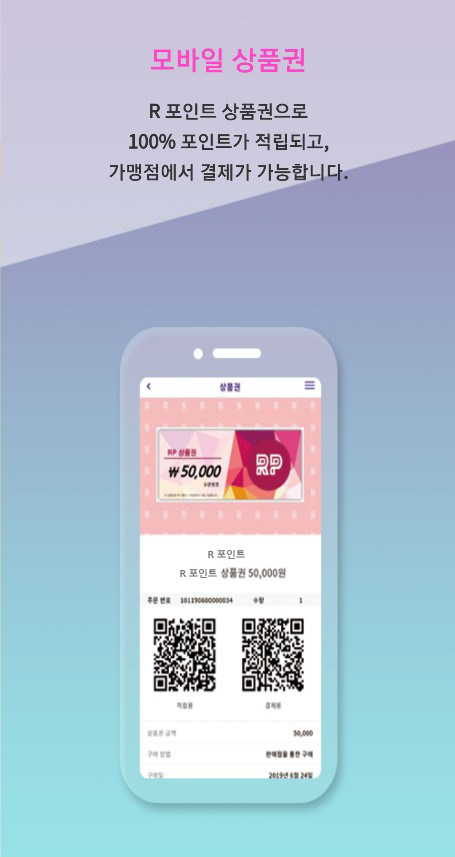 모바일 상품권
R 포인트 상품권으로
100% 포인트가 적립되고,
가맹점에서 결제가 가능합니다.
상품권
RP 상품권
₩ 50,000
RP
R 포인트
R 포인트 상품권 50,000원
주문 번호 101190600000034 수량 1
적립용 결제용
상품권 금액 50,000
구매 방법 판매점을 통한 구매
구매일 2019년 6월 24일